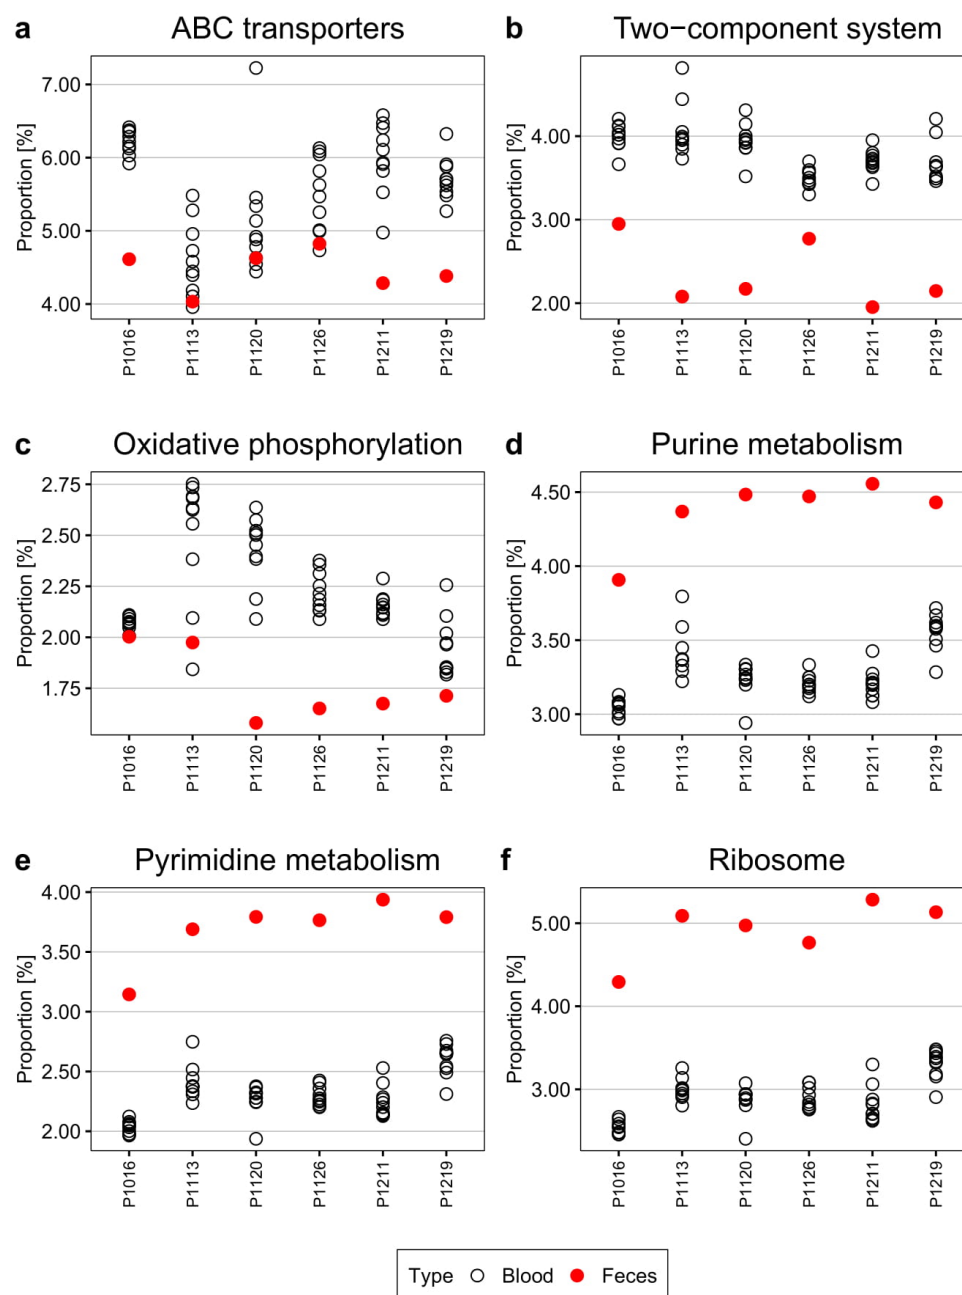 a ABC transporters
Proportion [%]
7.00
6.00
5.00
4.00
P1016 P1113 P1120 P1126 P1211 P1219
b Two−component system
Proportion [%]
4.00
3.00
2.00
P1016 P1113 P1120 P1126 P1211 P1219
c Oxidative phosphorylation
Proportion [%]
2.75
2.50
2.25
2.00
1.75
P1016 P1113 P1120 P1126 P1211 P1219
d Purine metabolism
Proportion [%]
4.50
4.00
3.50
3.00
P1016 P1113 P1120 P1126 P1211 P1219
e Pyrimidine metabolism
Proportion [%]
4.00
3.50
3.00
2.50
2.00
P1016 P1113 P1120 P1126 P1211 P1219
f Ribosome
Proportion [%]
5.00
4.00
3.00
P1016 P1113 P1120 P1126 P1211 P1219
Type Blood Feces